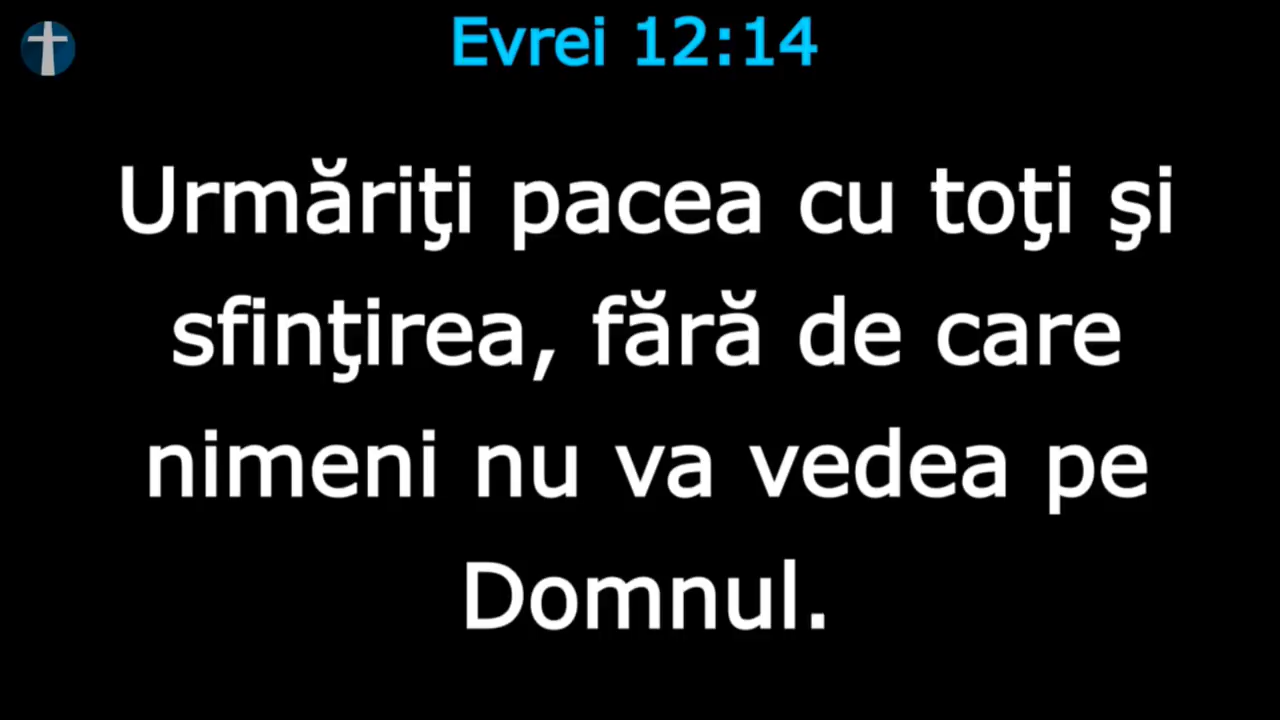 Evrei 12:14
Urmăriţi pacea cu toţi şi
sfinţirea, fără de care
nimeni nu va vedea pe
Domnul.